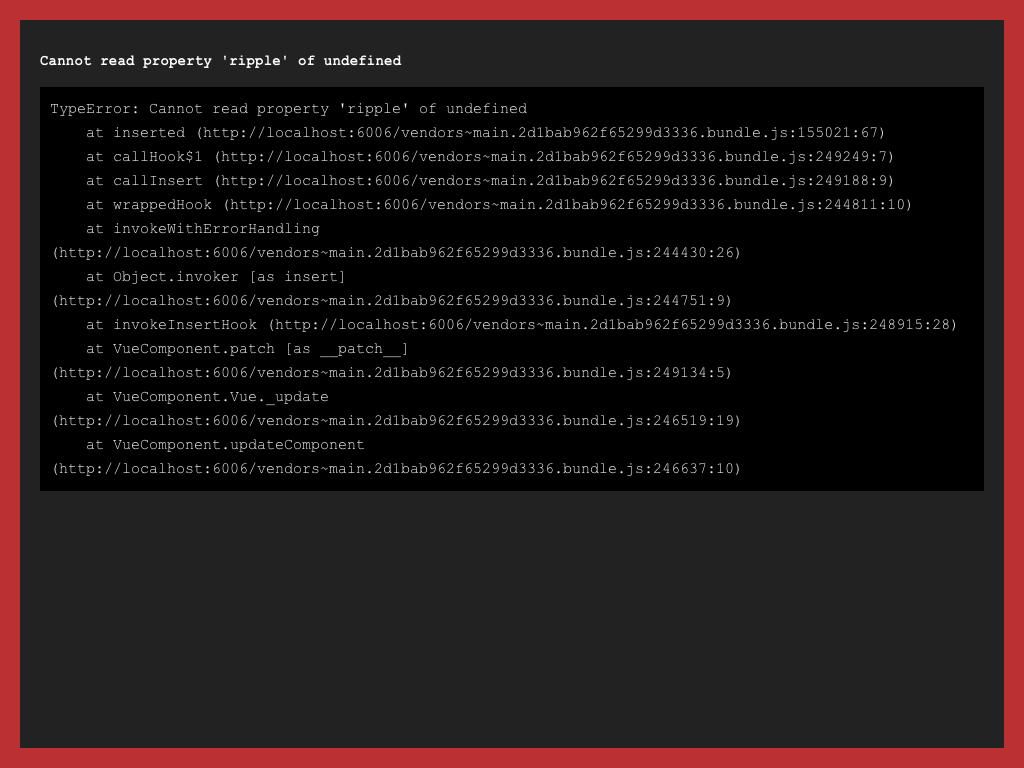 Cannot read property 'ripple' of undefined
TypeError: Cannot read property 'ripple' of undefined
    at inserted (http://localhost:6006/vendors~main.2d1bab962f65299d3336.bundle.js:155021:67)
    at callHook$1 (http://localhost:6006/vendors~main.2d1bab962f65299d3336.bundle.js:249249:7)
    at callInsert (http://localhost:6006/vendors~main.2d1bab962f65299d3336.bundle.js:249188:9)
    at wrappedHook (http://localhost:6006/vendors~main.2d1bab962f65299d3336.bundle.js:244811:10)
    at invokeWithErrorHandling
(http://localhost:6006/vendors~main.2d1bab962f65299d3336.bundle.js:244430:26)
    at Object.invoker [as insert]
(http://localhost:6006/vendors~main.2d1bab962f65299d3336.bundle.js:244751:9)
    at invokeInsertHook (http://localhost:6006/vendors~main.2d1bab962f65299d3336.bundle.js:248915:28)
    at VueComponent.patch [as __patch__]
(http://localhost:6006/vendors~main.2d1bab962f65299d3336.bundle.js:249134:5)
    at VueComponent.Vue._update
(http://localhost:6006/vendors~main.2d1bab962f65299d3336.bundle.js:246519:19)
    at VueComponent.updateComponent
(http://localhost:6006/vendors~main.2d1bab962f65299d3336.bundle.js:246637:10)